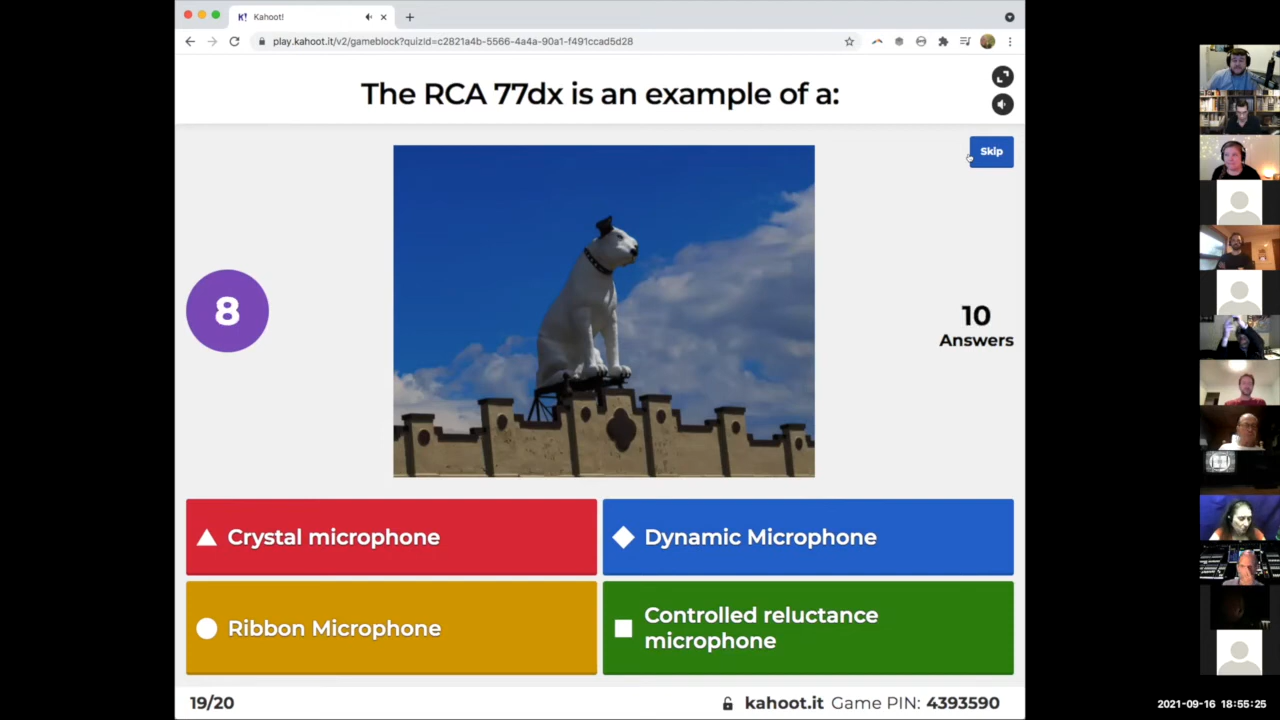 K! Kahoot!
play.kahoot.it/v2/gameblock?quizId=c2821a4b-5566-4a4a-90a1-f491ccad5d28
The RCA 77dx is an example of a:
Skip
8
10
Answers
Crystal microphone
Dynamic Microphone
Ribbon Microphone
Controlled reluctance
microphone
19/20
kahoot.it Game PIN: 4393590
2021-09-16 18:55:25